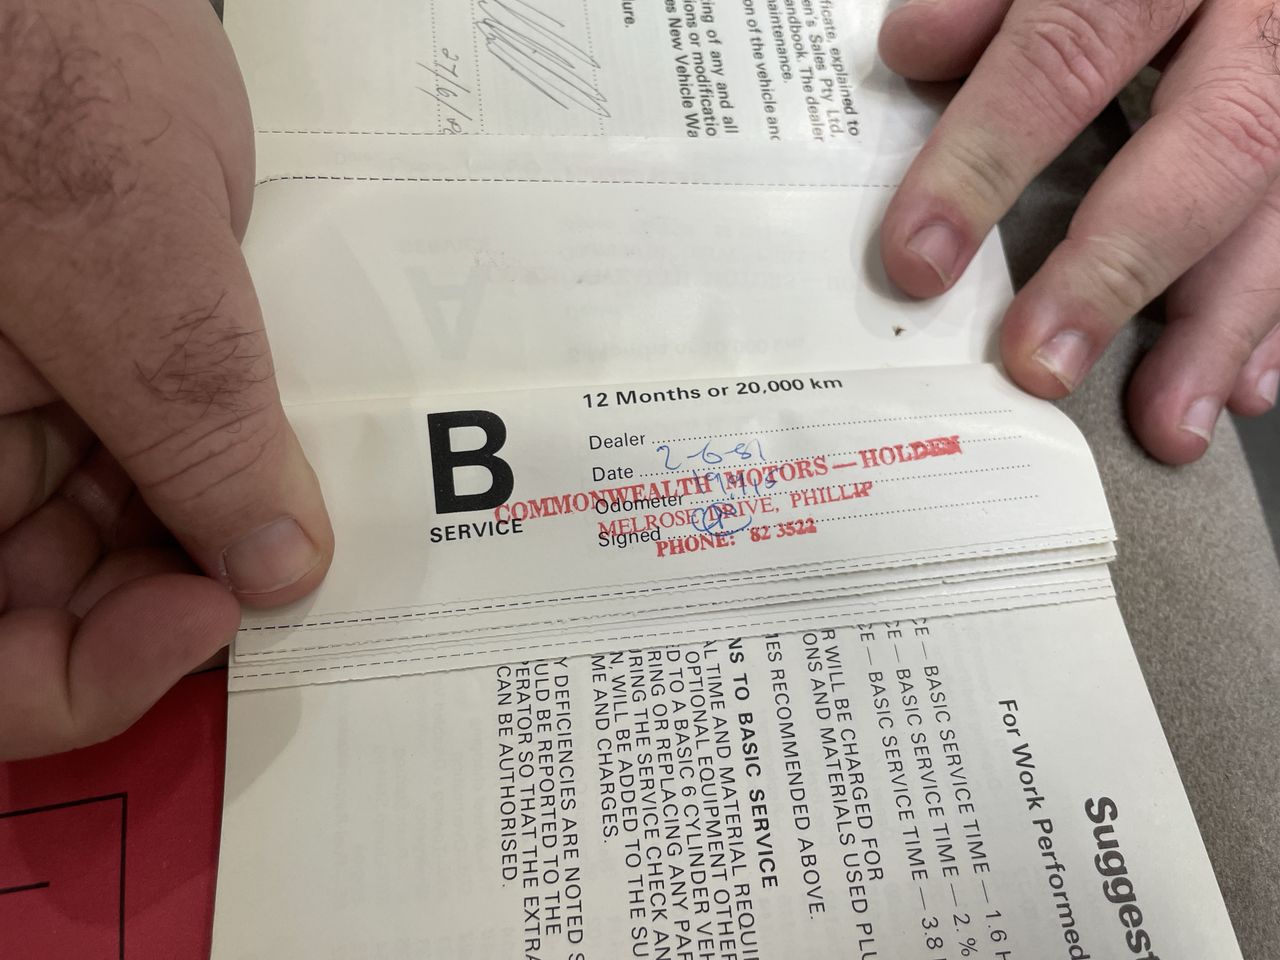 ficate, explained to
en's Sales Pty Ltd,
andbook. The dealer
maintenance.
on of the vehicle and
ng of any and all
ions or modificatio
es New Vehicle Wa
ure.
27/6/80
12 Months or 20,000 km
B
SERVICE
Dealer
Date 2-6-81
COMMONWEALTH MOTORS — HOLDEN
Odometer
MELROSE DRIVE, PHILLIP
Signed
PHONE: 82 3522
Suggest
For Work Performed
CE — BASIC SERVICE TIME — 1.6 H
CE — BASIC SERVICE TIME — 2.
CE — BASIC SERVICE TIME — 3.8
R WILL BE CHARGED FOR
ONS AND MATERIALS USED PLU
ES RECOMMENDED ABOVE.
NS TO BASIC SERVICE
AL TIME AND MATERIAL REQUI
OPTIONAL EQUIPMENT OTHER
D TO A BASIC 6 CYLINDER VEH
RING OR REPLACING ANY PAR
RING THE SERVICE CHECK AN
N, WILL BE ADDED TO THE SU
ME AND CHARGES.
Y DEFICIENCIES ARE NOTED S
ULD BE REPORTED TO THE
ERATOR SO THAT THE EXTRA
CAN BE AUTHORISED.